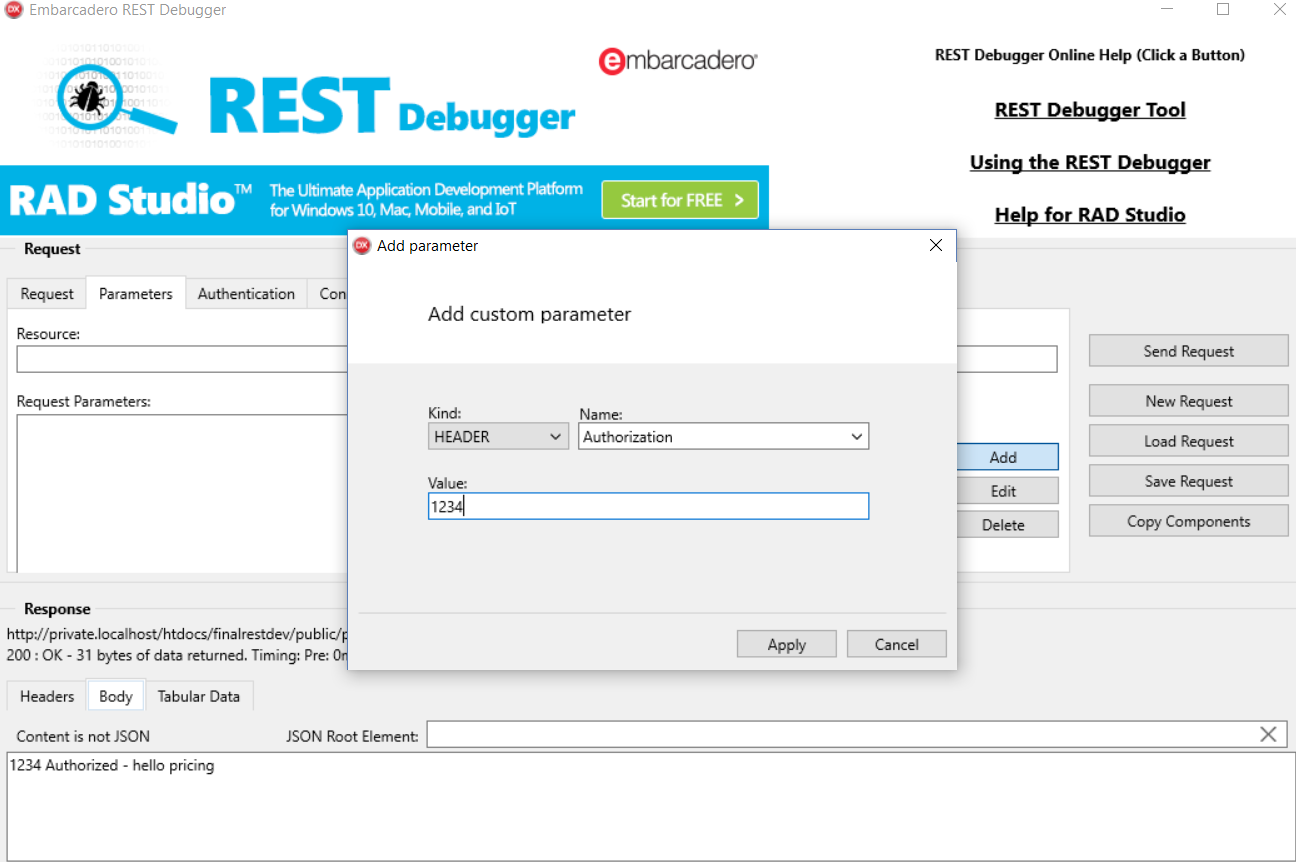 Embarcadero REST Debugger
embarcadero
REST Debugger Online Help (Click a Button)
REST Debugger
REST Debugger Tool
Using the REST Debugger
Help for RAD Studio
RAD Studio™
The Ultimate Application Development Platform
for Windows 10, Mac, Mobile, and IoT
Start for FREE >
Request
Request Parameters Authentication Con
Resource:
Request Parameters:
Add
Edit
Delete
Send Request
New Request
Load Request
Save Request
Copy Components
DX Add parameter
Add custom parameter
Kind: Name:
HEADER Authorization
Value:
1234
Apply Cancel
Response
http://private.localhost/htdocs/finalrestdev/public/p
200 : OK - 31 bytes of data returned. Timing: Pre: 0m
Headers Body Tabular Data
Content is not JSON JSON Root Element:
1234 Authorized - hello pricing